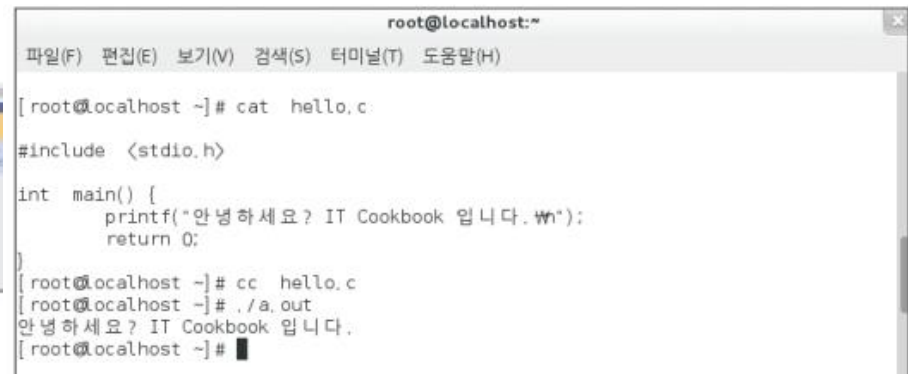 root@localhost:~
파일(F) 편집(E) 보기(V) 검색(S) 터미널(T) 도움말(H)
[root@localhost ~]# cat hello.c
#include <stdio.h>
int main() {
printf("안녕하세요? IT Cookbook 입니다.₩n");
return 0;
}
[root@localhost ~]# cc hello.c
[root@localhost ~]# ./a.out
안녕하세요? IT Cookbook 입니다.
[root@localhost ~]#